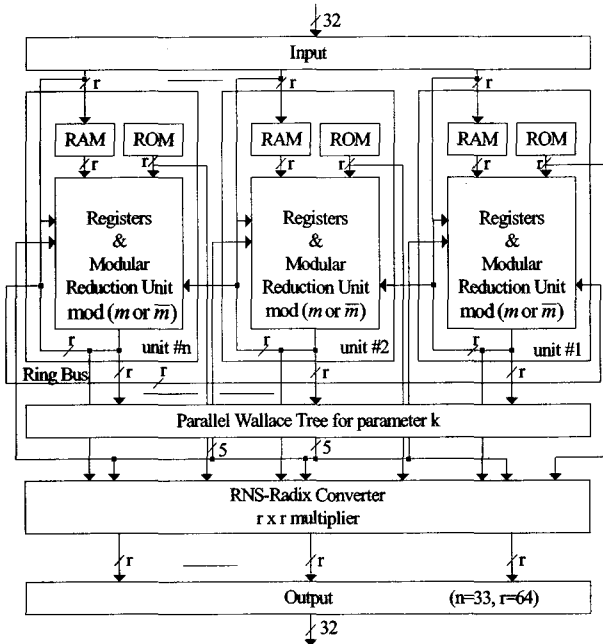 32
Input
r r r
RAM ROM RAM ROM RAM ROM
r r r r r r
Registers Registers Registers
& & &
Modular Modular Modular
Reduction Unit Reduction Unit Reduction Unit
mod (m or m̅) mod (m or m̅) mod (m or m̅)
r unit #n r unit #2 r unit #1
Ring Bus r r r r
Parallel Wallace Tree for parameter k
5 5
RNS-Radix Converter
r x r multiplier
r r r
Output (n=33, r=64)
32